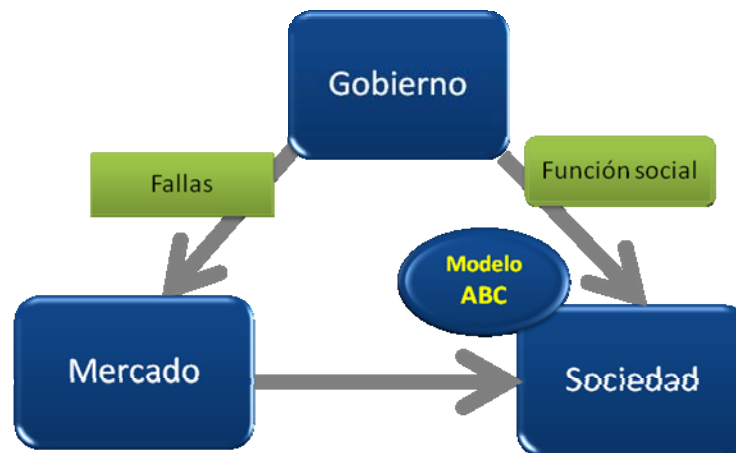 Gobierno
Fallas
Función social
Modelo
ABC
Mercado
Sociedad